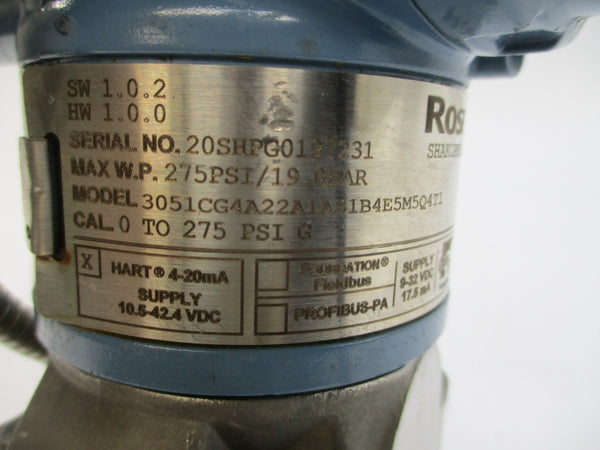 SW 1.0.2
HW 1.0.0
Ros
SERIAL NO.
SHAK
MAX W.P. 275PSI/19.
MODEL 3051CG4A22A1AS1B4E5M5Q4T1
CAL. 0 TO 275 PSI G
X HART® 4-20mA
SUPPLY
10.5-42.4 VDC
FOUNDATION®
Fieldbus
PROFIBUS-PA
SUPPLY
9-32 VDC
17.5 mA